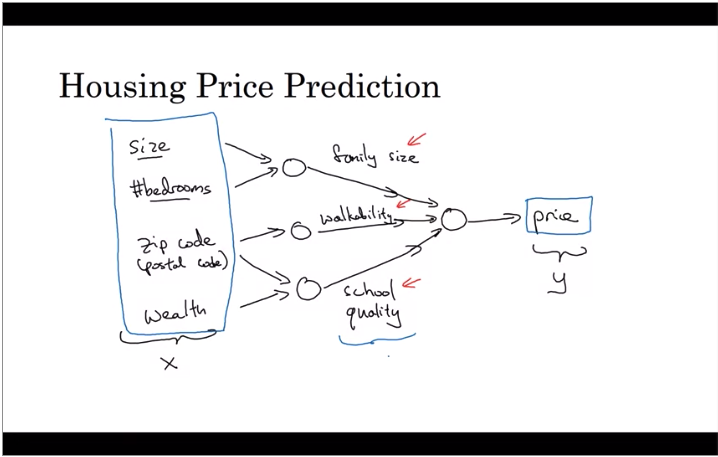 Housing Price Prediction
size
family size
#bedrooms
walkability
price
zip code
(postal code)
y
school
quality
wealth
x